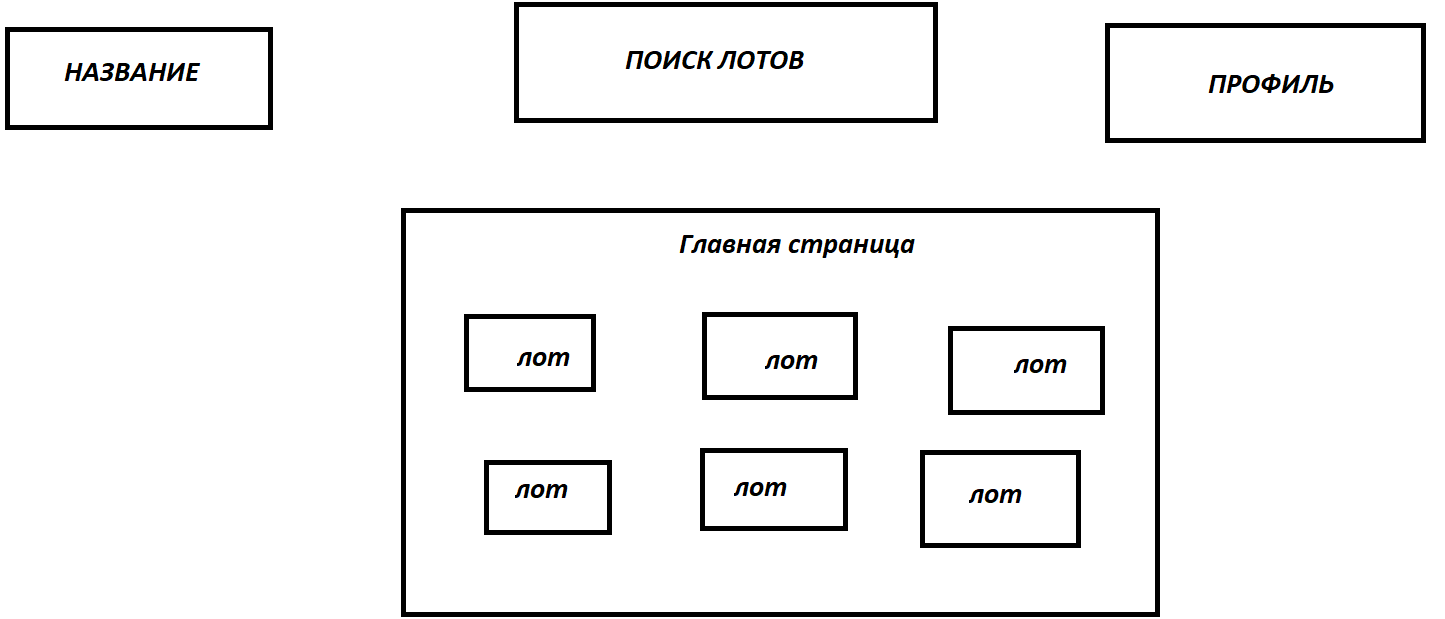 НАЗВАНИЕ
ПОИСК ЛОТОВ
ПРОФИЛЬ
Главная страница
лот
лот
лот
лот
лот
лот